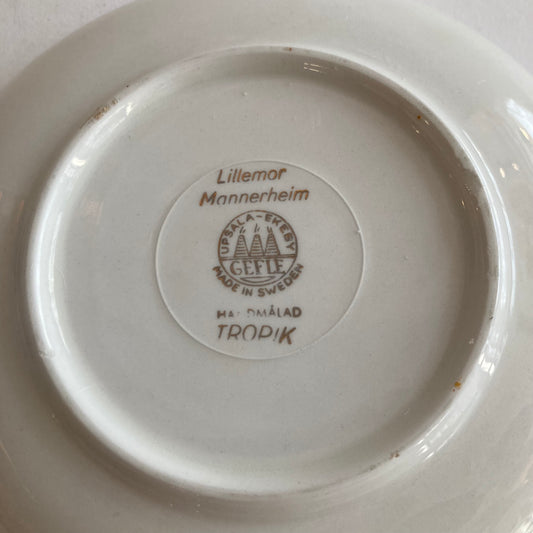 Lillemor
Mannerheim
UPSALA-EKEBY
GEFLE
MADE IN SWEDEN
HANDMÅLAD
TROPIK